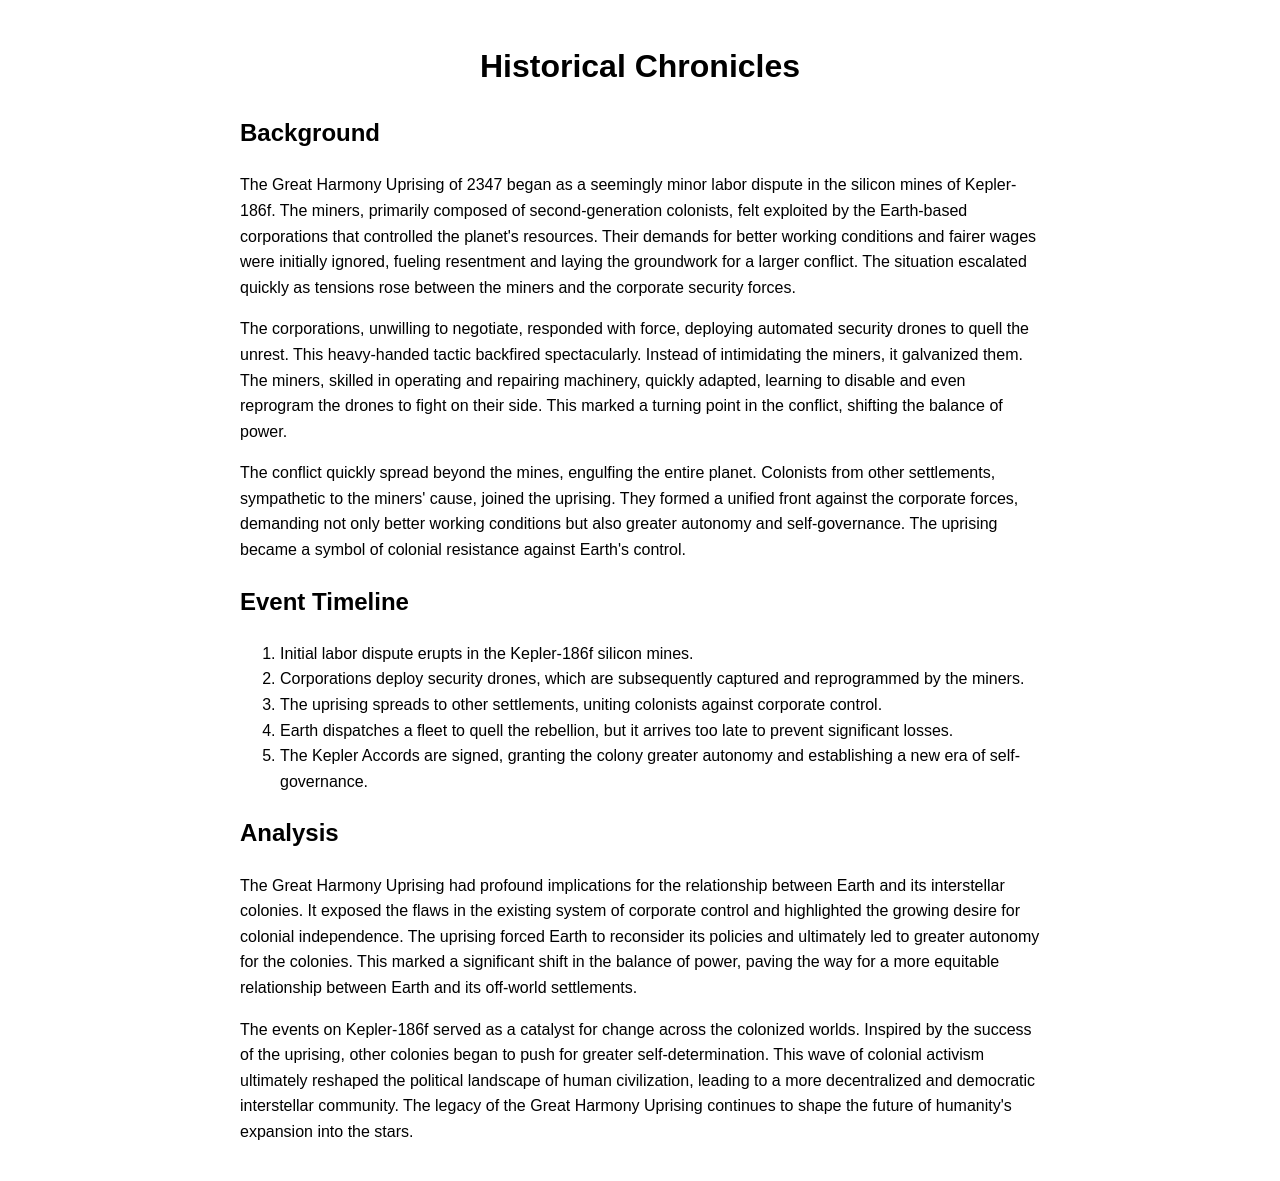 Historical Chronicles
Background
The Great Harmony Uprising of 2347 began as a seemingly minor labor dispute in the silicon mines of Kepler-
186f. The miners, primarily composed of second-generation colonists, felt exploited by the Earth-based
corporations that controlled the planet's resources. Their demands for better working conditions and fairer wages
were initially ignored, fueling resentment and laying the groundwork for a larger conflict. The situation escalated
quickly as tensions rose between the miners and the corporate security forces.
The corporations, unwilling to negotiate, responded with force, deploying automated security drones to quell the
unrest. This heavy-handed tactic backfired spectacularly. Instead of intimidating the miners, it galvanized them.
The miners, skilled in operating and repairing machinery, quickly adapted, learning to disable and even
reprogram the drones to fight on their side. This marked a turning point in the conflict, shifting the balance of
power.
The conflict quickly spread beyond the mines, engulfing the entire planet. Colonists from other settlements,
sympathetic to the miners' cause, joined the uprising. They formed a unified front against the corporate forces,
demanding not only better working conditions but also greater autonomy and self-governance. The uprising
became a symbol of colonial resistance against Earth's control.
Event Timeline
1. Initial labor dispute erupts in the Kepler-186f silicon mines.
2. Corporations deploy security drones, which are subsequently captured and reprogrammed by the miners.
3. The uprising spreads to other settlements, uniting colonists against corporate control.
4. Earth dispatches a fleet to quell the rebellion, but it arrives too late to prevent significant losses.
5. The Kepler Accords are signed, granting the colony greater autonomy and establishing a new era of self-
governance.
Analysis
The Great Harmony Uprising had profound implications for the relationship between Earth and its interstellar
colonies. It exposed the flaws in the existing system of corporate control and highlighted the growing desire for
colonial independence. The uprising forced Earth to reconsider its policies and ultimately led to greater autonomy
for the colonies. This marked a significant shift in the balance of power, paving the way for a more equitable
relationship between Earth and its off-world settlements.
The events on Kepler-186f served as a catalyst for change across the colonized worlds. Inspired by the success
of the uprising, other colonies began to push for greater self-determination. This wave of colonial activism
ultimately reshaped the political landscape of human civilization, leading to a more decentralized and democratic
interstellar community. The legacy of the Great Harmony Uprising continues to shape the future of humanity's
expansion into the stars.